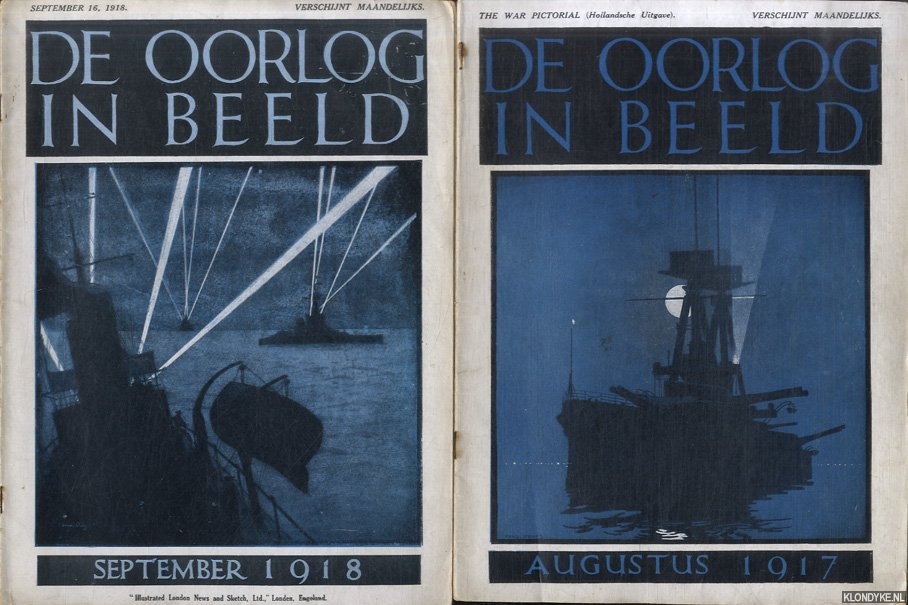 SEPTEMBER 16, 1918.
VERSCHIJNT MAANDELIJKS.
DE OORLOG
IN BEELD
SEPTEMBER 1918
"Illustrated London News and Sketch, Ltd.," London, Engeland.
THE WAR PICTORIAL (Hollandsche Uitgave).
VERSCHIJNT MAANDELIJKS.
DE OORLOG
IN BEELD
AUGUSTUS 1917
KLONDYKE.NL